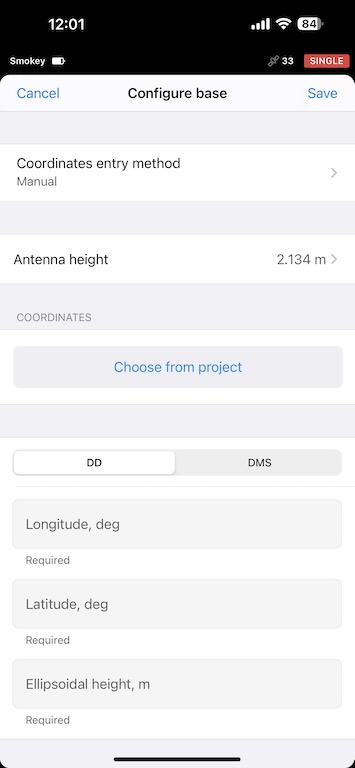 12:01
84
Smokey
33
SINGLE
Cancel
Configure base
Save
Coordinates entry method
Manual
Antenna height
2.134 m
COORDINATES
Choose from project
DD
DMS
Longitude, deg
Required
Latitude, deg
Required
Ellipsoidal height, m
Required